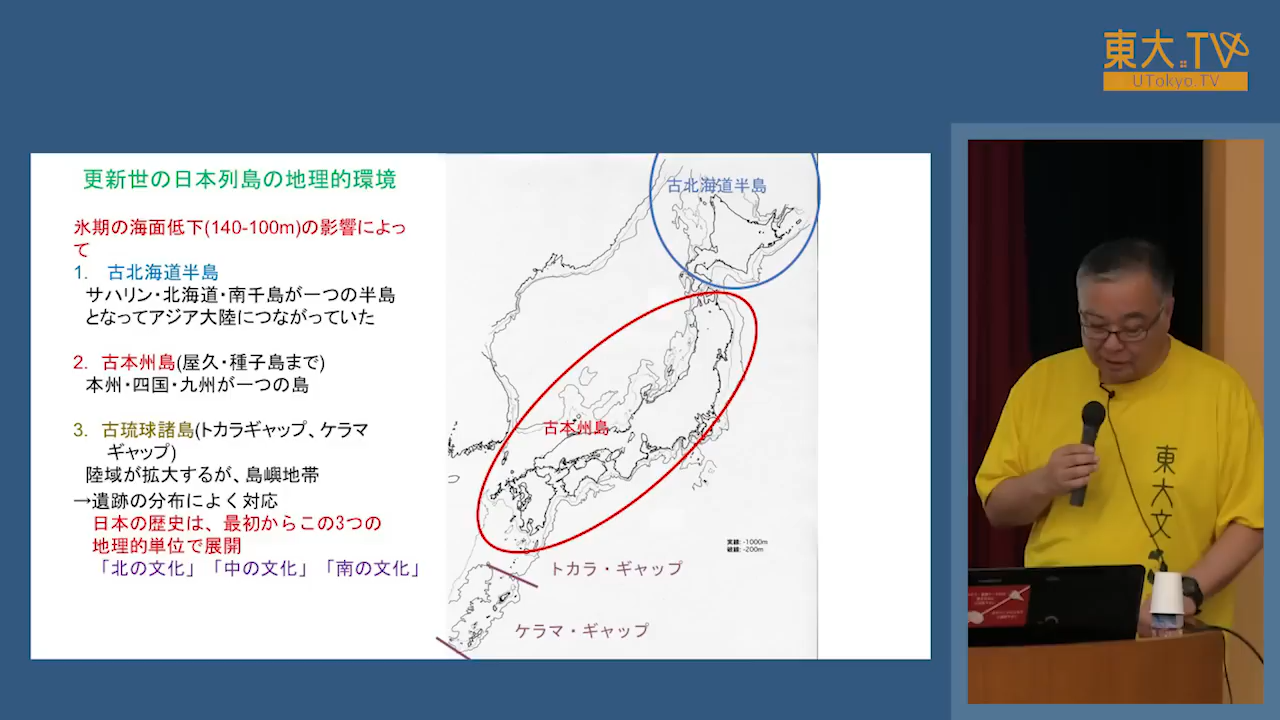 東大.TV
UTokyo.TV
更新世の日本列島の地理的環境
氷期の海面低下(140-100m)の影響によっ
て
1. 古北海道半島
サハリン・北海道・南千島が一つの半島
となってアジア大陸につながっていた
2. 古本州島(屋久・種子島まで)
本州・四国・九州が一つの島
3. 古琉球諸島(トカラギャップ、ケラマ
ギャップ)
陸域が拡大するが、島嶼地帯
→遺跡の分布によく対応
日本の歴史は、最初からこの3つの
地理的単位で展開
「北の文化」「中の文化」「南の文化」
古北海道半島
古本州島
実線: -1000m
破線: -200m
トカラ・ギャップ
ケラマ・ギャップ
東大文